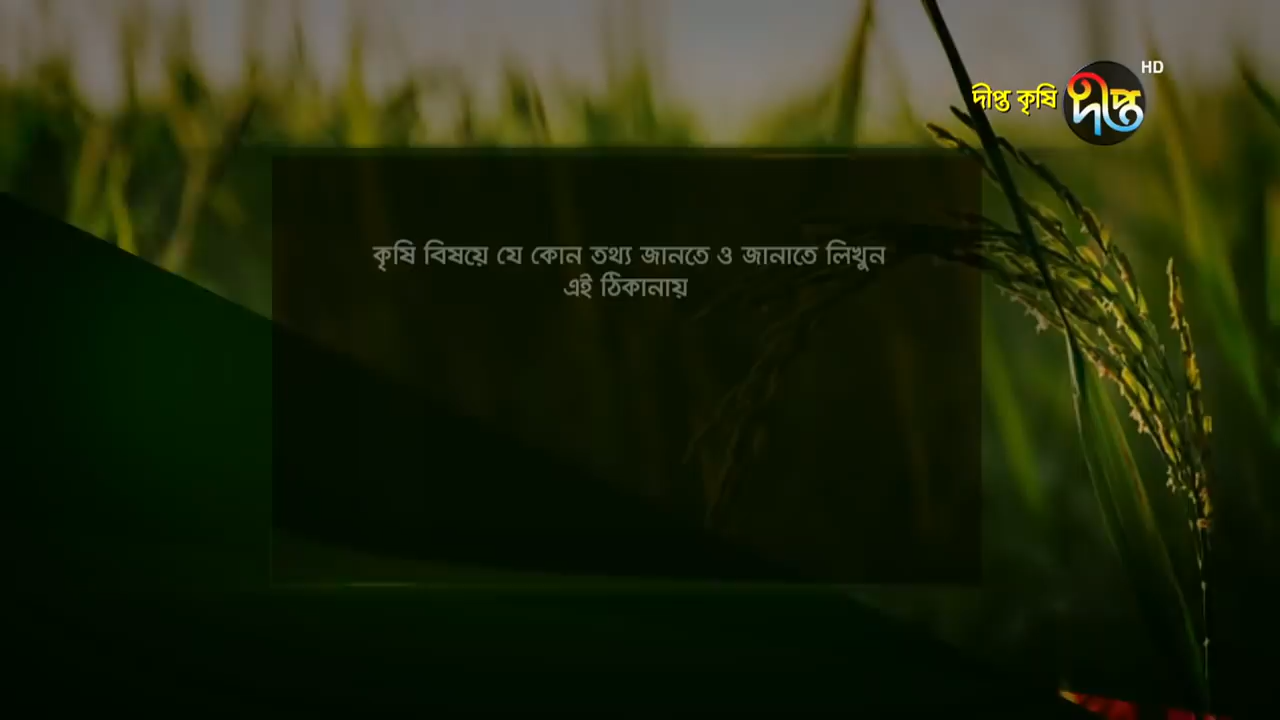 HD
দীপ্ত কৃষি দীপ্ত
কৃষি বিষয়ে যে কোন তথ্য জানতে ও জানাতে লিখুন
এই ঠিকানায়